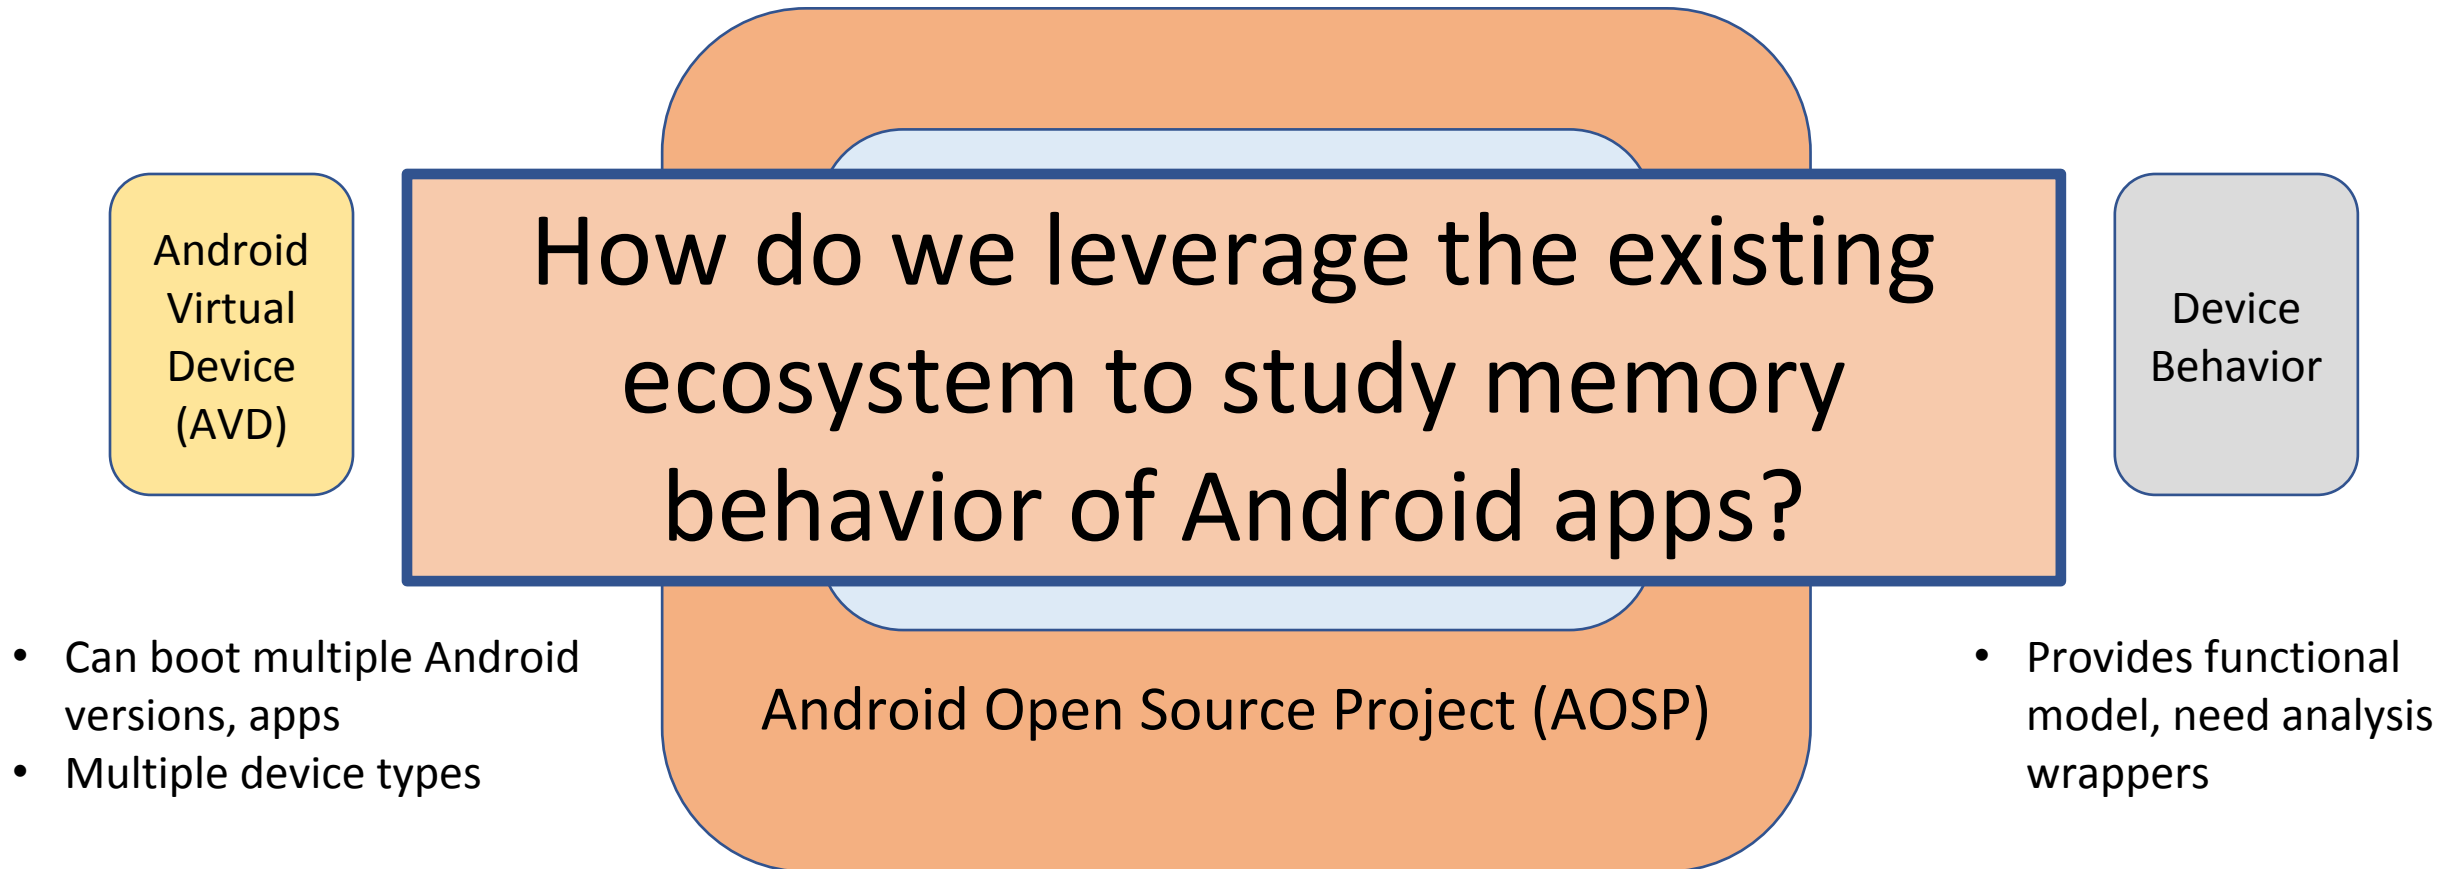 Android
Virtual
Device
(AVD)
How do we leverage the existing
ecosystem to study memory
behavior of Android apps?
Device
Behavior
• Can boot multiple Android
versions, apps
• Multiple device types
Android Open Source Project (AOSP)
• Provides functional
model, need analysis
wrappers